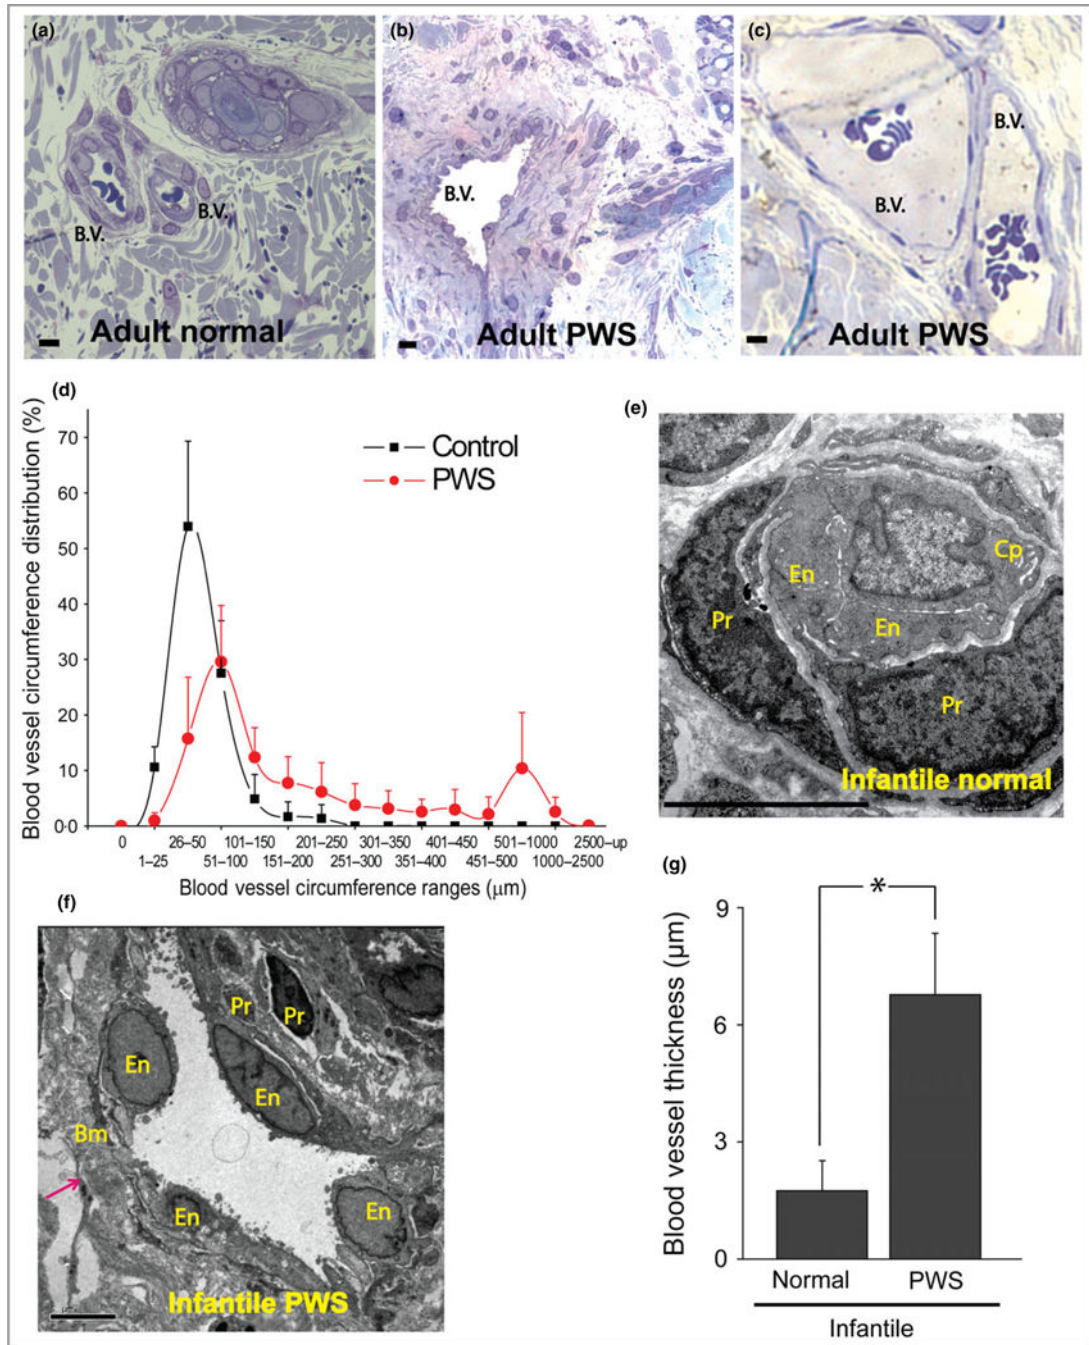 (a)
B.V.
B.V.
Adult normal
(b)
B.V.
Adult PWS
(c)
B.V.
B.V.
Adult PWS
(d)
Blood vessel circumference distribution (%)
70
60
50
40
30
20
10
0·0
Control
PWS
0 26–50 101–150 201–250 301–350 401–450 501–1000 2500–up
1–25 51–100 151–200 251–300 351–400 451–500 1000–2500
Blood vessel circumference ranges (μm)
(e)
Cp
En
En
Pr
Pr
Infantile normal
(f)
Pr
Pr
En
En
Bm
En
En
Infantile PWS
(g)
Blood vessel thickness (μm)
9
6
3
0
*
Normal PWS
Infantile